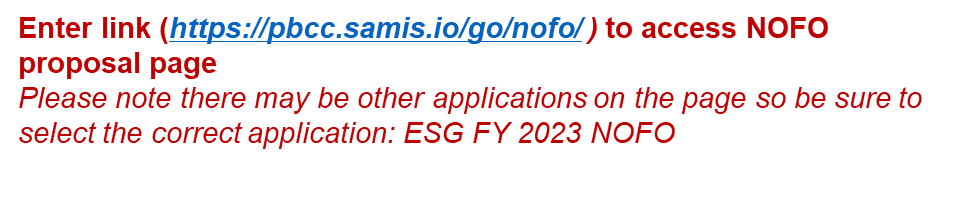 Enter link (https://pbcc.samis.io/go/nofo/ ) to access NOFO
proposal page
Please note there may be other applications on the page so be sure to
select the correct application: ESG FY 2023 NOFO